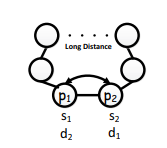 Long Distance
p1 p2
s1 s2
d2 d1